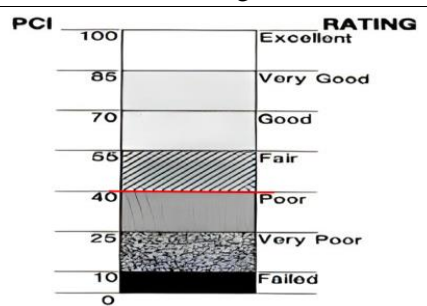 PCI RATING
100 Excellent
85 Very Good
70 Good
55 Fair
40 Poor
25 Very Poor
10 Failed
0